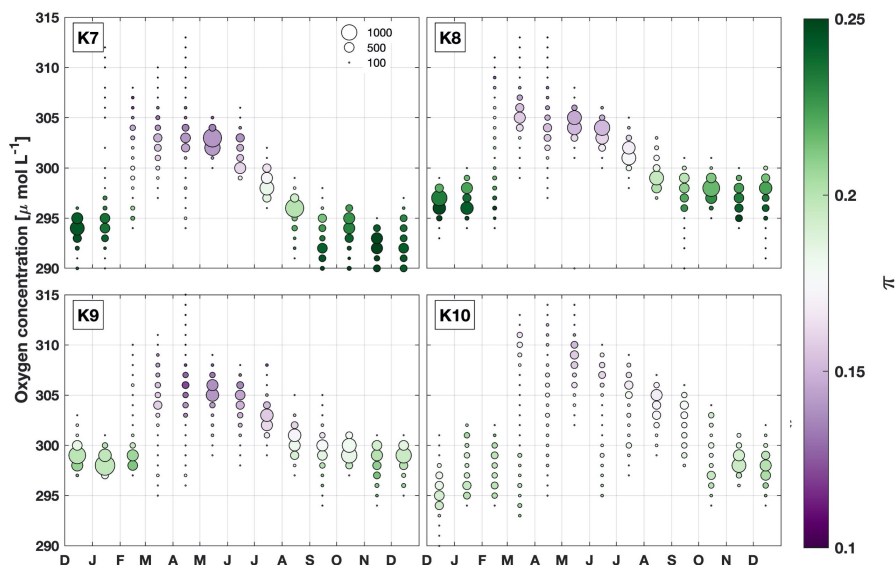 315
K7
1000
500
100
K8
0.25
310
305
300
295
290
Oxygen concentration [μ mol L⁻¹]
0.2
π
315
K9
K10
310
0.15
305
300
295
290
0.1
D J F M A M J J A S O N D
D J F M A M J J A S O N D